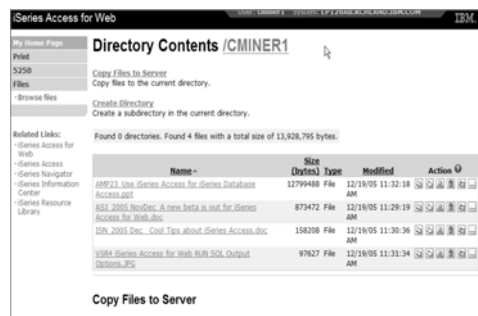 iSeries Access for Web
User: cminer1 System: LP126AB.RCHLAND.IBM.COM
IBM.
My Home Page
Print
5250
Files
-Browse files
Related Links:
-iSeries Access for
Web
-iSeries Access
-iSeries Navigator
-iSeries Information
Center
-iSeries Resource
Library
Directory Contents /CMINER1
Copy Files to Server
Copy files to the current directory.
Create Directory
Create a subdirectory in the current directory.
Found 0 directories. Found 4 files with a total size of 13,928,795 bytes.
Name Size (bytes) Type Modified Action
AMP23 Use iSeries Access for iSeries Database Access.ppt 12799488 File 12/19/05 11:32:18 AM
ASJ 2005 NovDec A new beta is out for iSeries Access for Web.doc 873472 File 12/19/05 11:29:19 AM
ISN 2005 Dec Cool Tips about iSeries Access.doc 158208 File 12/19/05 11:30:36 AM
V5R4 iSeries Access for Web RUN SQL Output Options.JPG 97627 File 12/19/05 11:31:34 AM
Copy Files to Server